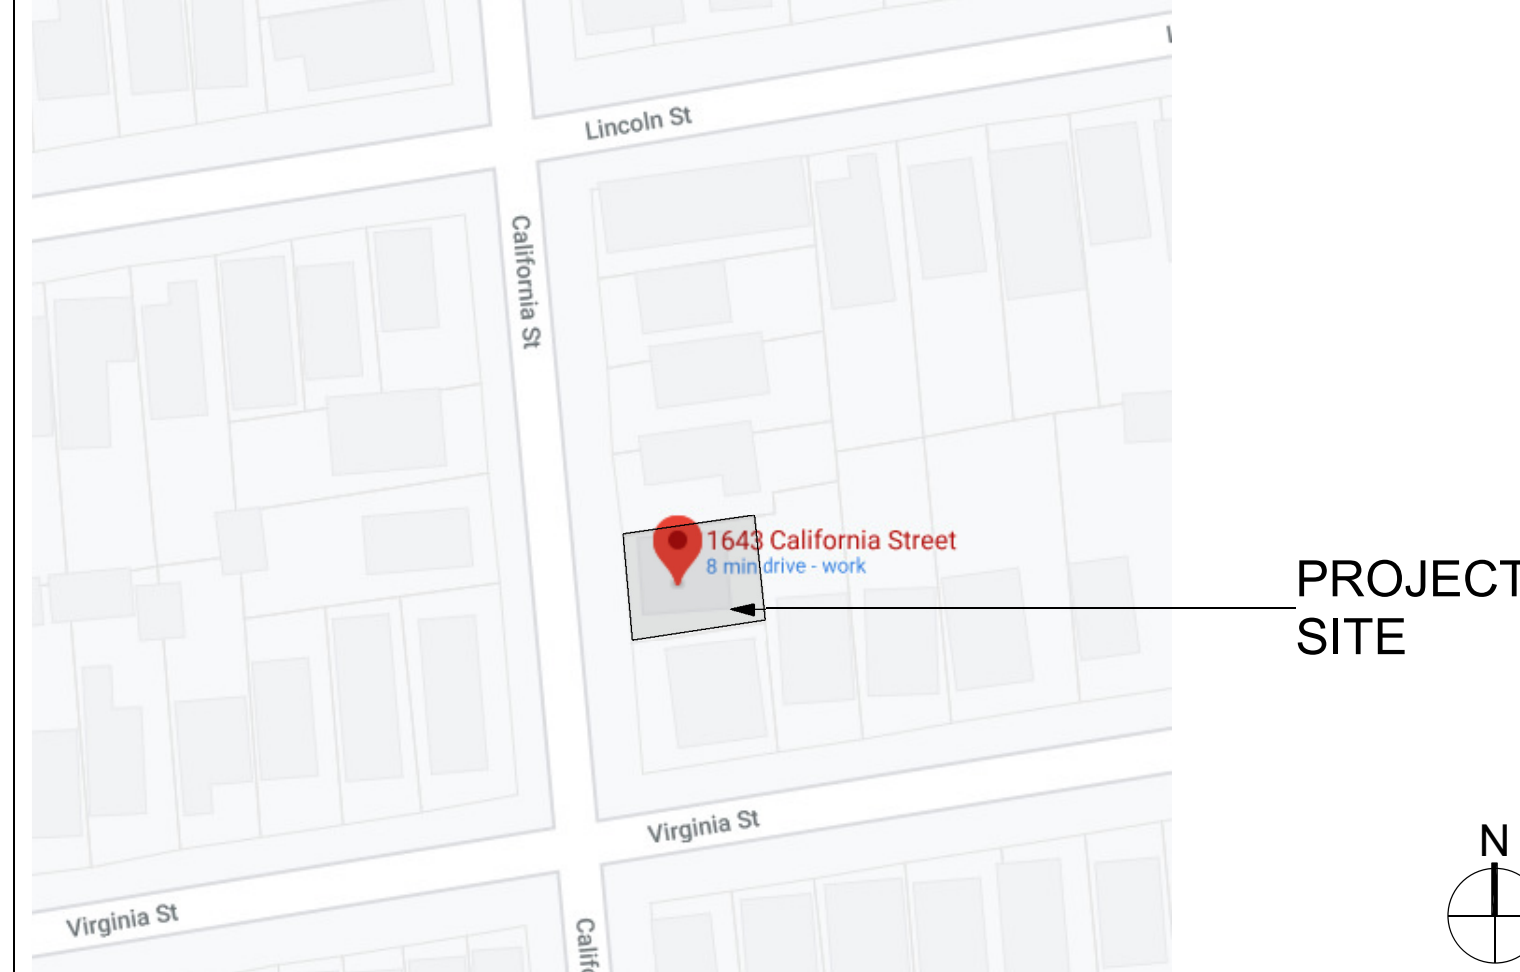 Lincoln St
California St
1643 California Street
8 min drive - work
PROJECT
SITE
Virginia St
N
Virginia St